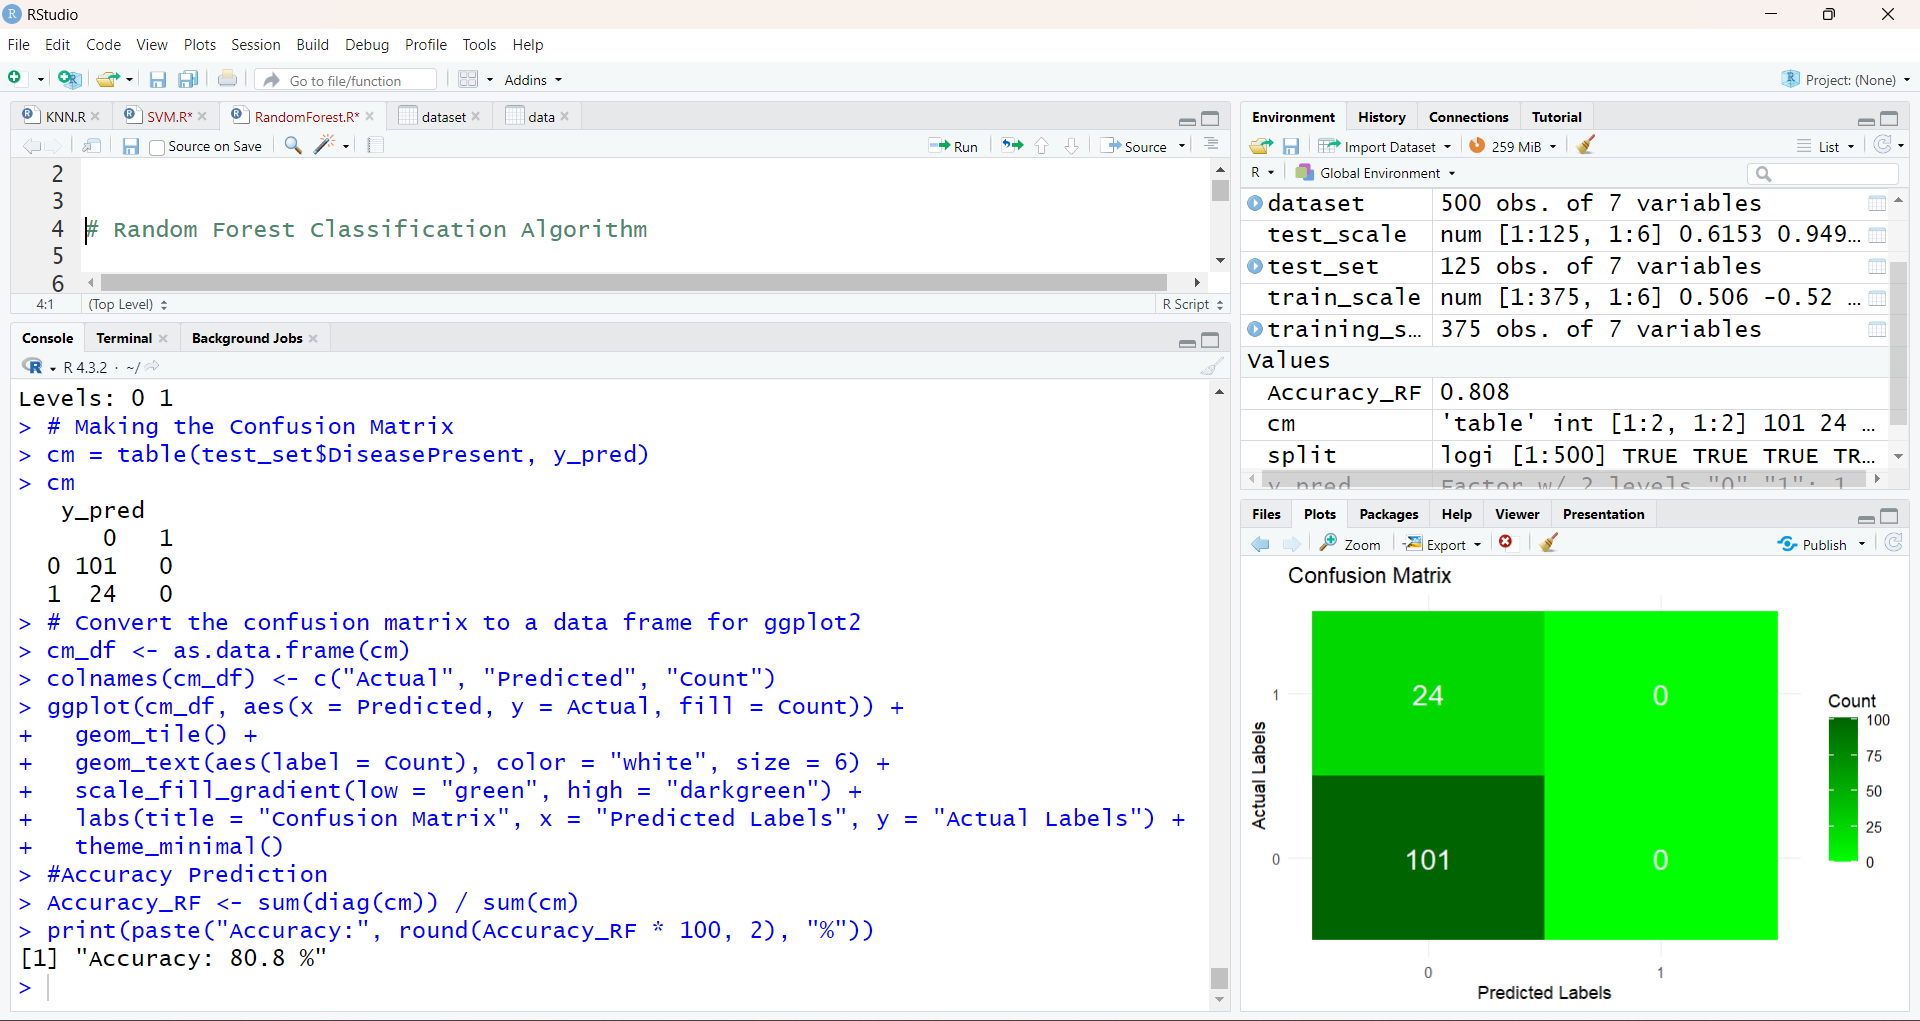 RStudio
File Edit Code View Plots Session Build Debug Profile Tools Help
Go to file/function Addins Project: (None)
KNN.R SVM.R* RandomForest.R* dataset data
Source on Save Run Source
2
3
4 # Random Forest Classification Algorithm
5
6
4:1 (Top Level) R Script
Console Terminal Background Jobs
R 4.3.2 · ~/
Levels: 0 1
> # Making the Confusion Matrix
> cm = table(test_set$DiseasePresent, y_pred)
> cm
y_pred
0 1
0 101 0
1 24 0
> # Convert the confusion matrix to a data frame for ggplot2
> cm_df <- as.data.frame(cm)
> colnames(cm_df) <- c("Actual", "Predicted", "Count")
> ggplot(cm_df, aes(x = Predicted, y = Actual, fill = Count)) +
+ geom_tile() +
+ geom_text(aes(label = Count), color = "white", size = 6) +
+ scale_fill_gradient(low = "green", high = "darkgreen") +
+ labs(title = "Confusion Matrix", x = "Predicted Labels", y = "Actual Labels") +
+ theme_minimal()
> #Accuracy Prediction
> Accuracy_RF <- sum(diag(cm)) / sum(cm)
> print(paste("Accuracy:", round(Accuracy_RF * 100, 2), "%"))
[1] "Accuracy: 80.8 %"
>
Environment History Connections Tutorial
Import Dataset 259 MiB List
R Global Environment
dataset 500 obs. of 7 variables
test_scale num [1:125, 1:6] 0.6153 0.949…
test_set 125 obs. of 7 variables
train_scale num [1:375, 1:6] 0.506 -0.52 …
training_s… 375 obs. of 7 variables
Values
Accuracy_RF 0.808
cm 'table' int [1:2, 1:2] 101 24 …
split logi [1:500] TRUE TRUE TRUE TR…
y_pred Factor w/ 2 levels "0" "1": 1
Files Plots Packages Help Viewer Presentation
Zoom Export Publish
Confusion Matrix
1 24 0
0 101 0
0 1
Actual Labels
Predicted Labels
Count
100
75
50
25
0